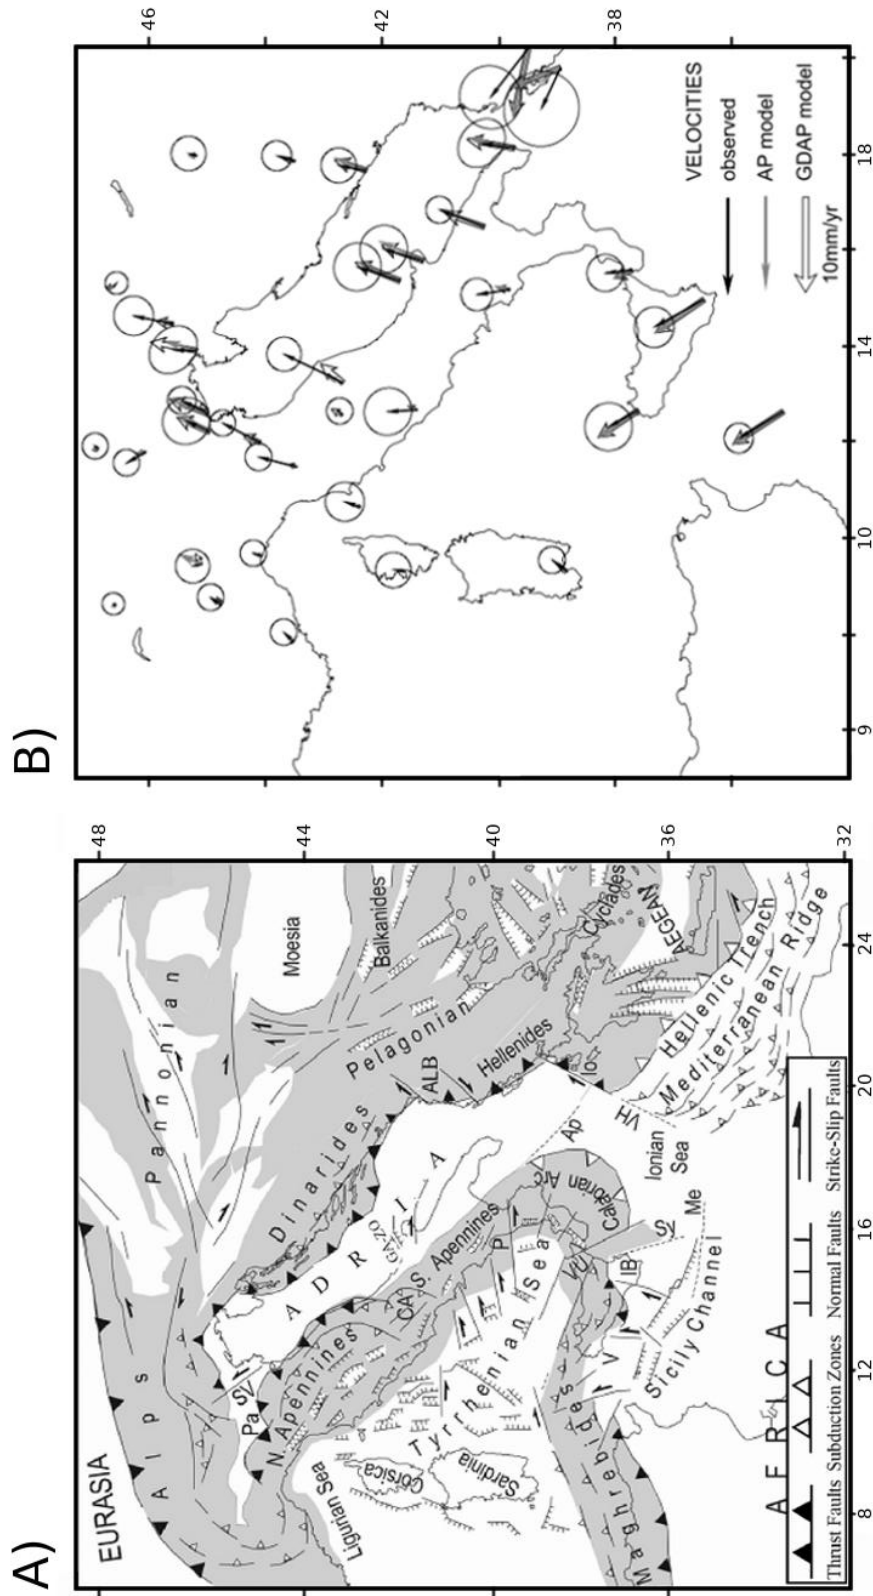 A)
EURASIA
Alps
Pannonian
Moesia
Balkanides
Dinarides
Pelagonian
ALB
Hellenides
Cyclades
AEGEAN
Hellenic Trench
Mediterranean Ridge
Pa
SV
ADRIA
N. Apennines
CA
S. Apennines
GA-ZO
P
Ap
Io
VH
Ionian
Sea
Ligurian Sea
Corsica
Sardinia
Tyrrhenian Sea
Calabrian Arc
VU
Sy
Me
IB
V
Sicily Channel
Maghrebides
AFRICA
Thrust Faults
Subduction Zones
Normal Faults
Strike-Slip Faults
8
12
16
20
24
48
44
40
36
32
B)
VELOCITIES
observed
AP model
GDAP model
10mm/yr
9
10
14
18
46
42
38